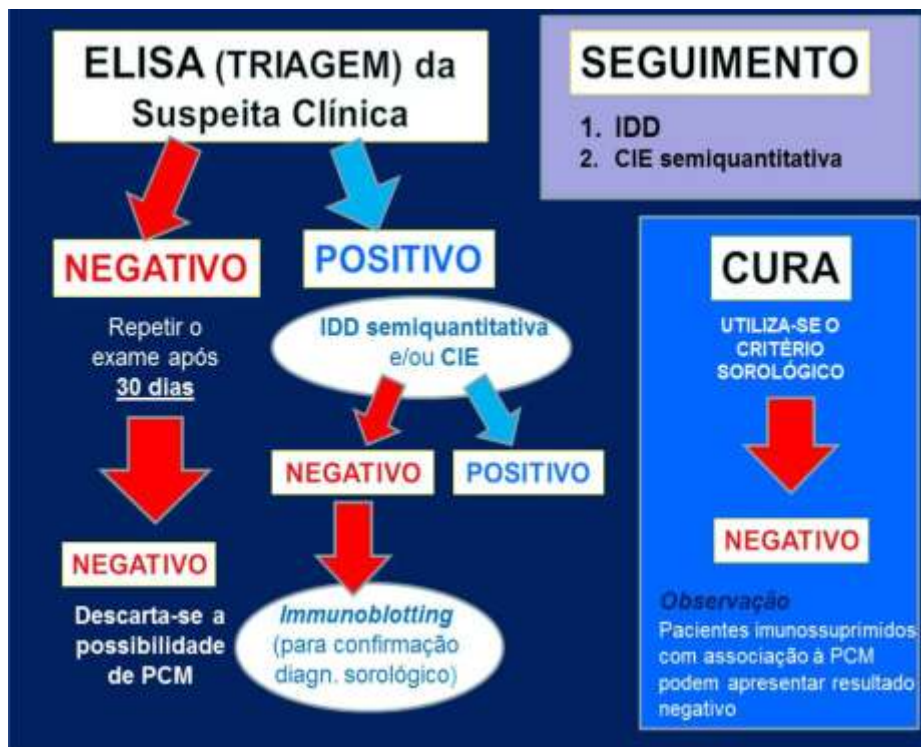 ELISA (TRIAGEM) da
Suspeita Clínica
NEGATIVO
Repetir o
exame após
30 dias
NEGATIVO
Descarta-se a
possibilidade
de PCM
POSITIVO
IDD semiquantitativa
e/ou CIE
NEGATIVO
POSITIVO
Immunoblotting
(para confirmação
diagn. sorológico)
SEGUIMENTO
1. IDD
2. CIE semiquantitativa
CURA
UTILIZA-SE O
CRITÉRIO
SOROLÓGICO
NEGATIVO
Observação
Pacientes imunossuprimidos
com associação à PCM
podem apresentar resultado
negativo